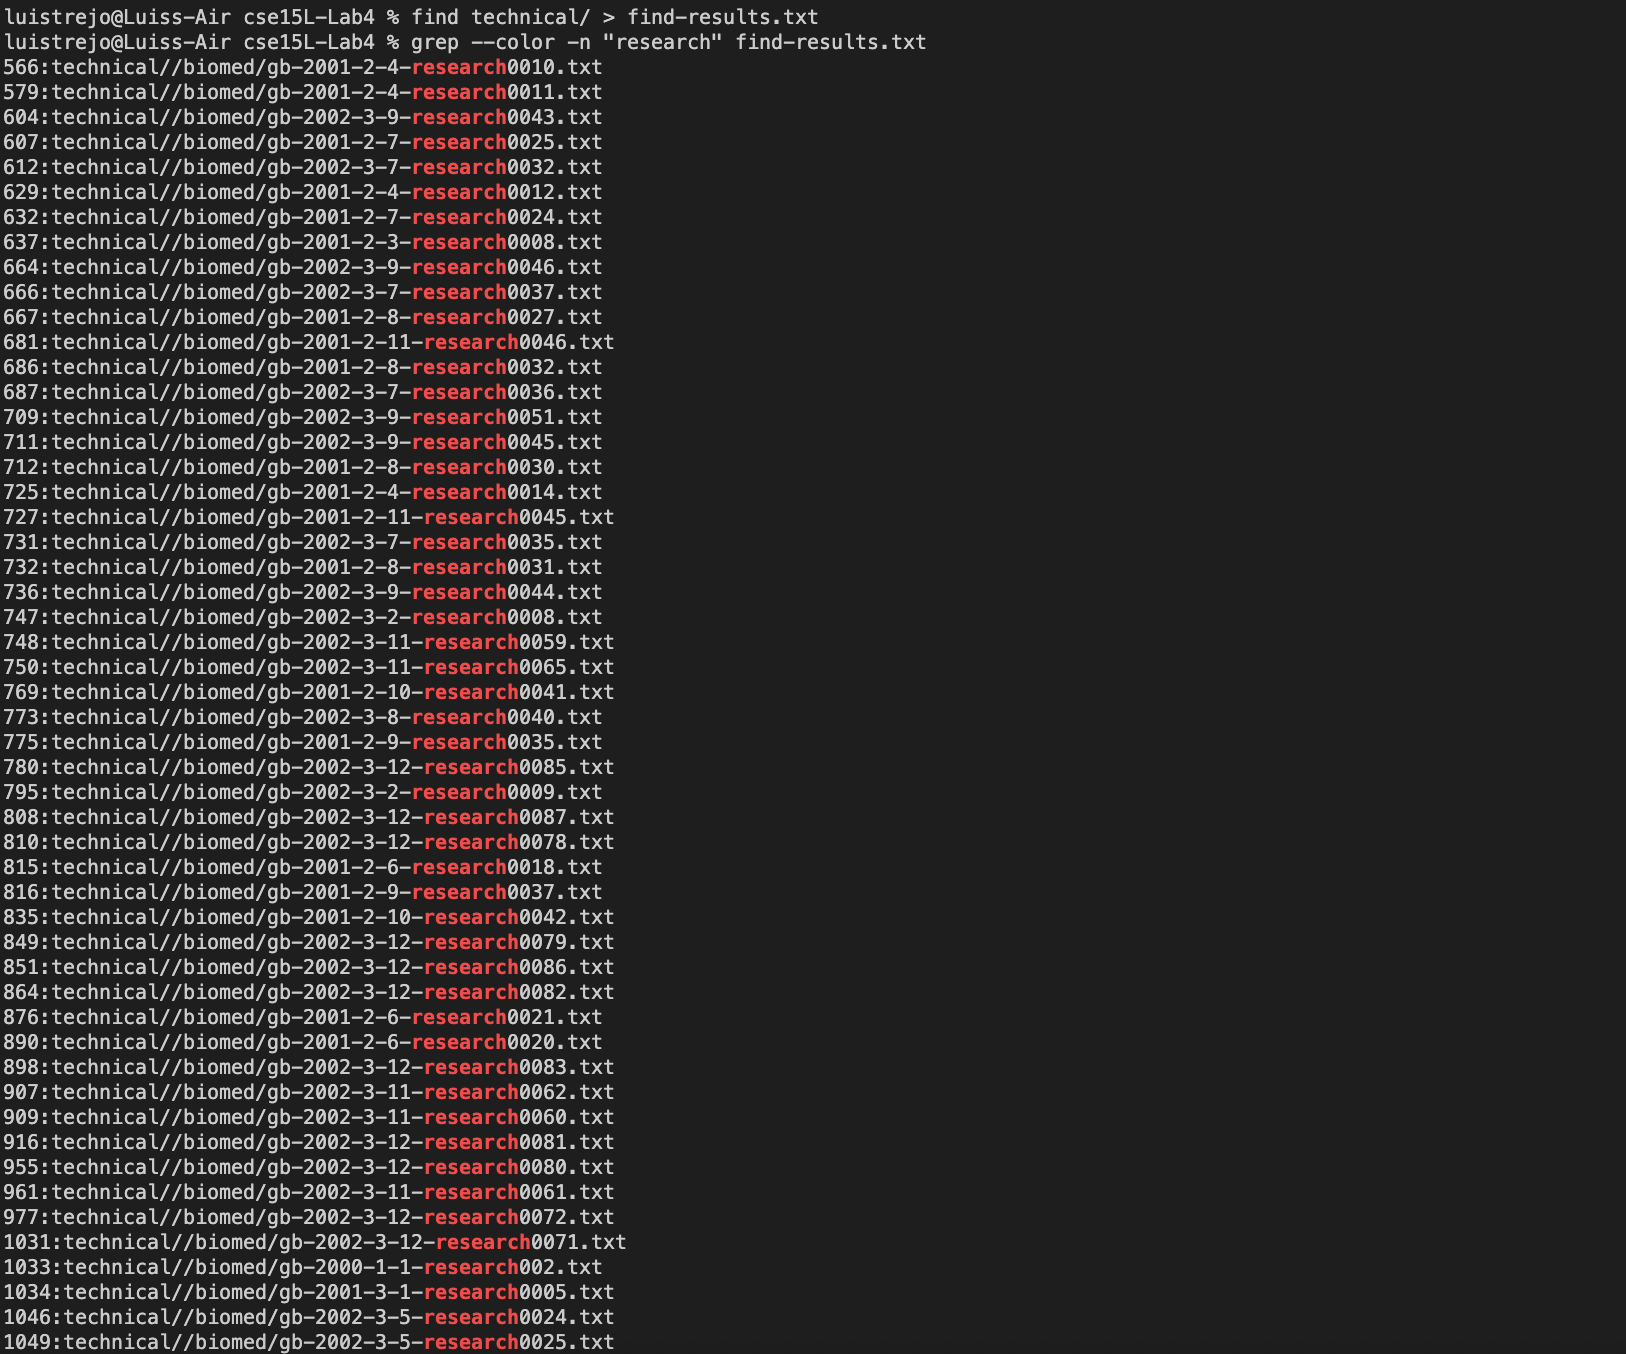 luistrejo@Luiss-Air cse15L-Lab4 % find technical/ > find-results.txt
luistrejo@Luiss-Air cse15L-Lab4 % grep --color -n "research" find-results.txt
566:technical//biomed/gb-2001-2-4-research0010.txt
579:technical//biomed/gb-2001-2-4-research0011.txt
604:technical//biomed/gb-2002-3-9-research0043.txt
607:technical//biomed/gb-2001-2-7-research0025.txt
612:technical//biomed/gb-2002-3-7-research0032.txt
629:technical//biomed/gb-2001-2-4-research0012.txt
632:technical//biomed/gb-2001-2-7-research0024.txt
637:technical//biomed/gb-2001-2-3-research0008.txt
664:technical//biomed/gb-2002-3-9-research0046.txt
666:technical//biomed/gb-2002-3-7-research0037.txt
667:technical//biomed/gb-2001-2-8-research0027.txt
681:technical//biomed/gb-2001-2-11-research0046.txt
686:technical//biomed/gb-2001-2-8-research0032.txt
687:technical//biomed/gb-2002-3-7-research0036.txt
709:technical//biomed/gb-2002-3-9-research0051.txt
711:technical//biomed/gb-2002-3-9-research0045.txt
712:technical//biomed/gb-2001-2-8-research0030.txt
725:technical//biomed/gb-2001-2-4-research0014.txt
727:technical//biomed/gb-2001-2-11-research0045.txt
731:technical//biomed/gb-2002-3-7-research0035.txt
732:technical//biomed/gb-2001-2-8-research0031.txt
736:technical//biomed/gb-2002-3-9-research0044.txt
747:technical//biomed/gb-2002-3-2-research0008.txt
748:technical//biomed/gb-2002-3-11-research0059.txt
750:technical//biomed/gb-2002-3-11-research0065.txt
769:technical//biomed/gb-2001-2-10-research0041.txt
773:technical//biomed/gb-2002-3-8-research0040.txt
775:technical//biomed/gb-2001-2-9-research0035.txt
780:technical//biomed/gb-2002-3-12-research0085.txt
795:technical//biomed/gb-2002-3-2-research0009.txt
808:technical//biomed/gb-2002-3-12-research0087.txt
810:technical//biomed/gb-2002-3-12-research0078.txt
815:technical//biomed/gb-2001-2-6-research0018.txt
816:technical//biomed/gb-2001-2-9-research0037.txt
835:technical//biomed/gb-2001-2-10-research0042.txt
849:technical//biomed/gb-2002-3-12-research0079.txt
851:technical//biomed/gb-2002-3-12-research0086.txt
864:technical//biomed/gb-2002-3-12-research0082.txt
876:technical//biomed/gb-2001-2-6-research0021.txt
890:technical//biomed/gb-2001-2-6-research0020.txt
898:technical//biomed/gb-2002-3-12-research0083.txt
907:technical//biomed/gb-2002-3-11-research0062.txt
909:technical//biomed/gb-2002-3-11-research0060.txt
916:technical//biomed/gb-2002-3-12-research0081.txt
955:technical//biomed/gb-2002-3-12-research0080.txt
961:technical//biomed/gb-2002-3-11-research0061.txt
977:technical//biomed/gb-2002-3-12-research0072.txt
1031:technical//biomed/gb-2002-3-12-research0071.txt
1033:technical//biomed/gb-2000-1-1-research002.txt
1034:technical//biomed/gb-2001-3-1-research0005.txt
1046:technical//biomed/gb-2002-3-5-research0024.txt
1049:technical//biomed/gb-2002-3-5-research0025.txt